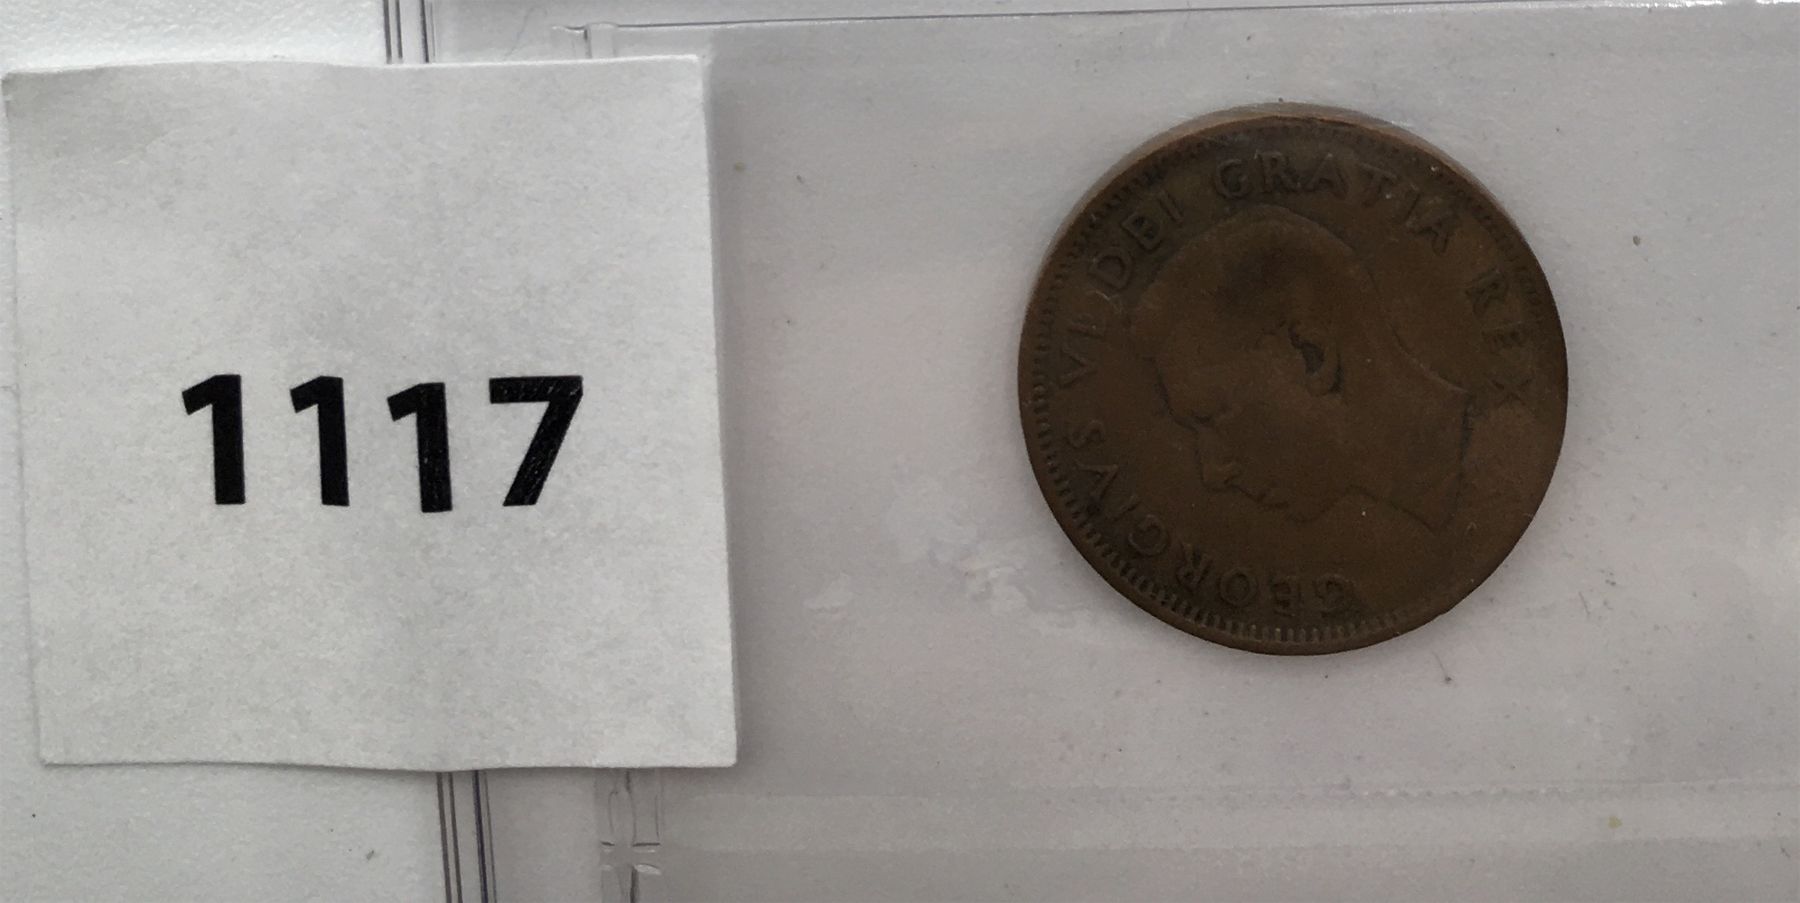 1117
GEORGIVS VI DEI GRATIA REX